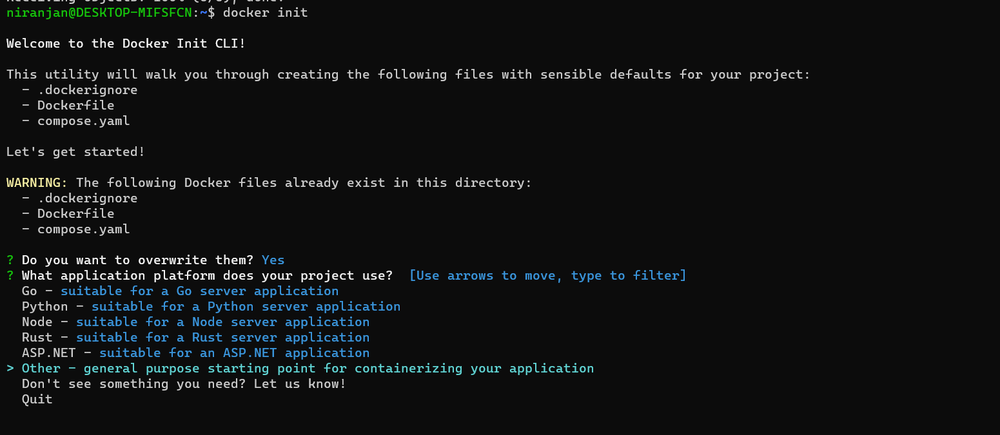 niranjan@DESKTOP-MIFSFCN:~$ docker init
Welcome to the Docker Init CLI!
This utility will walk you through creating the following files with sensible defaults for your project:
- .dockerignore
- Dockerfile
- compose.yaml
Let's get started!
WARNING: The following Docker files already exist in this directory:
- .dockerignore
- Dockerfile
- compose.yaml
? Do you want to overwrite them? Yes
? What application platform does your project use?  [Use arrows to move, type to filter]
Go - suitable for a Go server application
Python - suitable for a Python server application
Node - suitable for a Node server application
Rust - suitable for a Rust server application
ASP.NET - suitable for an ASP.NET application
> Other - general purpose starting point for containerizing your application
Don't see something you need? Let us know!
Quit